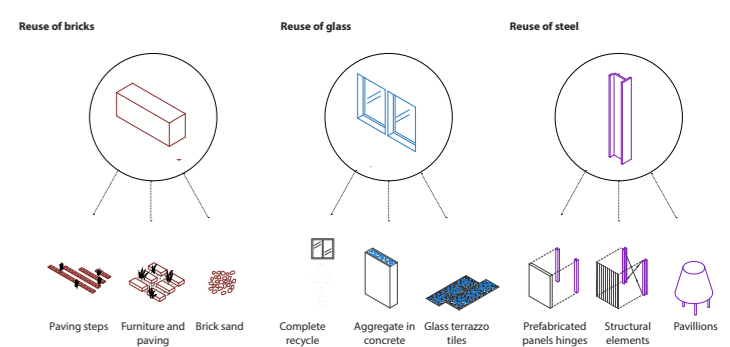 Reuse of bricks
Reuse of glass
Reuse of steel
Paving steps
Furniture and
paving
Brick sand
Complete
recycle
Aggregate in
concrete
Glass terrazzo
tiles
Prefabricated
panels hinges
Structural
elements
Pavillions